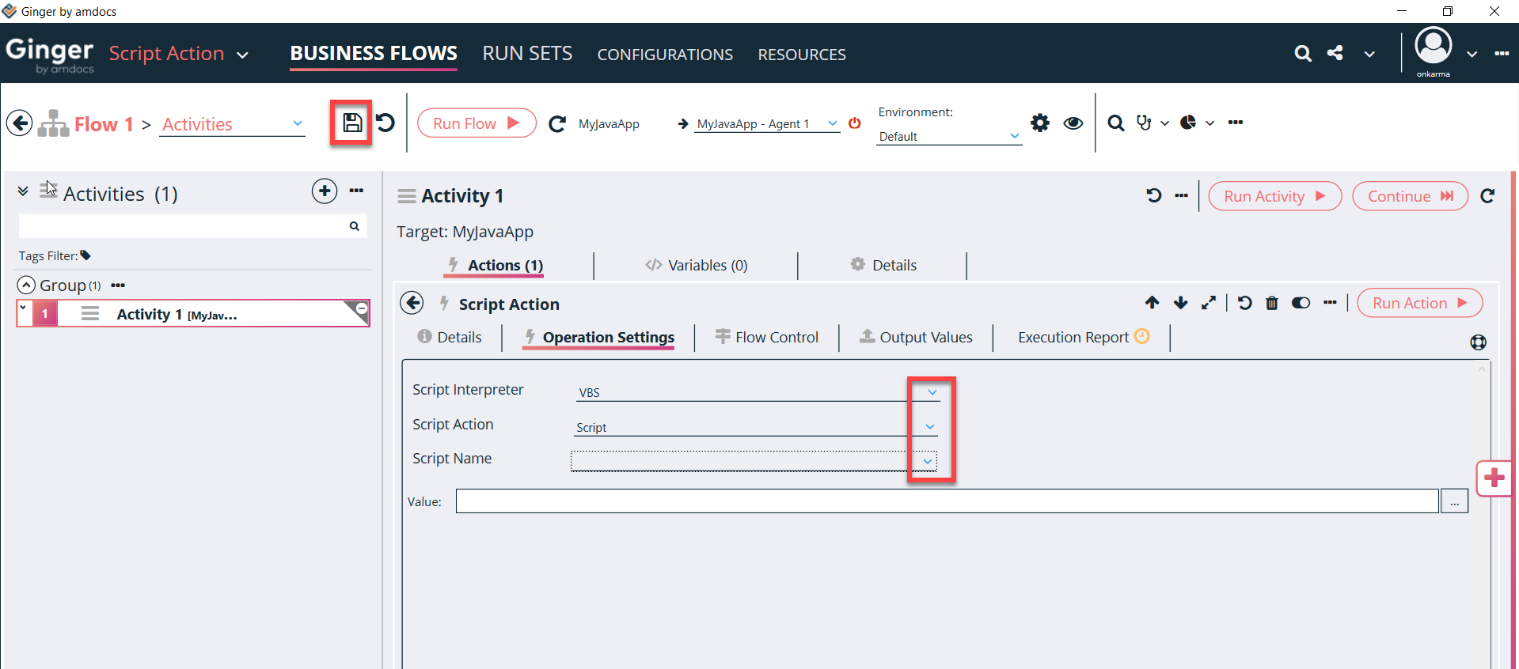 Ginger by amdocs
Ginger by amdocs
Script Action
BUSINESS FLOWS
RUN SETS
CONFIGURATIONS
RESOURCES
onkarma
Flow 1 > Activities
Run Flow
MyJavaApp
MyJavaApp - Agent 1
Environment:
Default
Activities (1)
Tags Filter:
Group (1)
1
Activity 1 [MyJav...
Activity 1
Run Activity
Continue
Target: MyJavaApp
Actions (1)
Variables (0)
Details
Script Action
Run Action
Details
Operation Settings
Flow Control
Output Values
Execution Report
Script Interpreter
VBS
Script Action
Script
Script Name
Value:
...